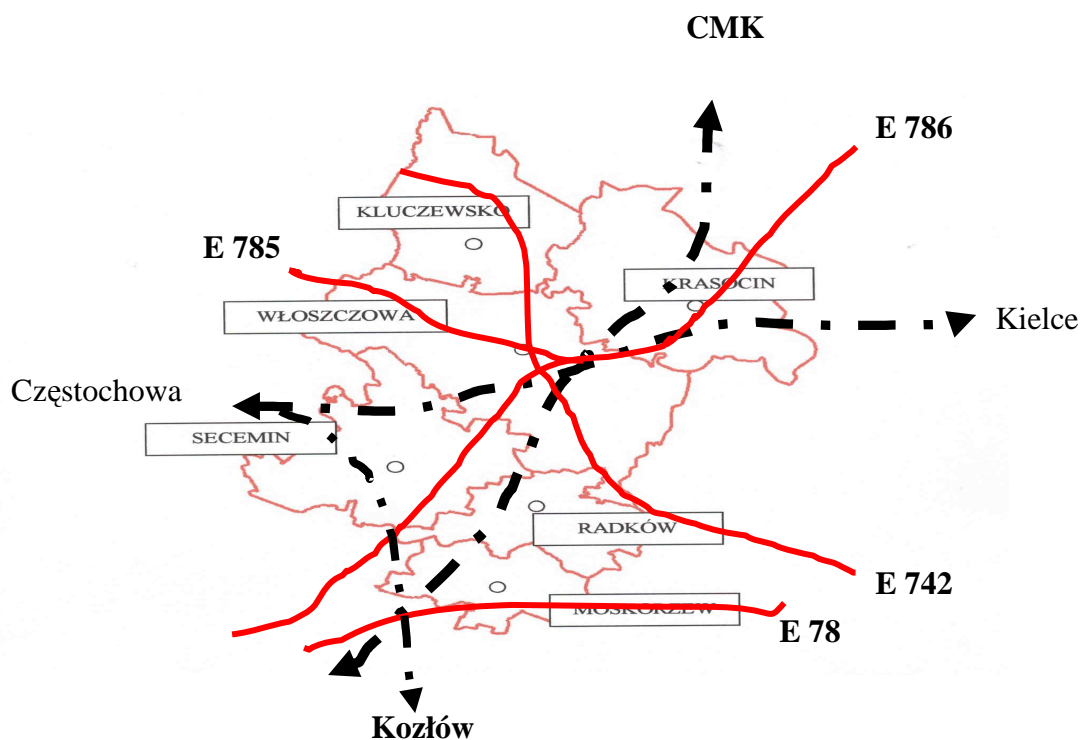 CMK
E 786
KLUCZEWSKO
E 785
KRASOCIN
WŁOSZCZOWA
Kielce
Częstochowa
SECEMIN
RADKÓW
E 742
MOSKORZEW
E 78
Kozłów